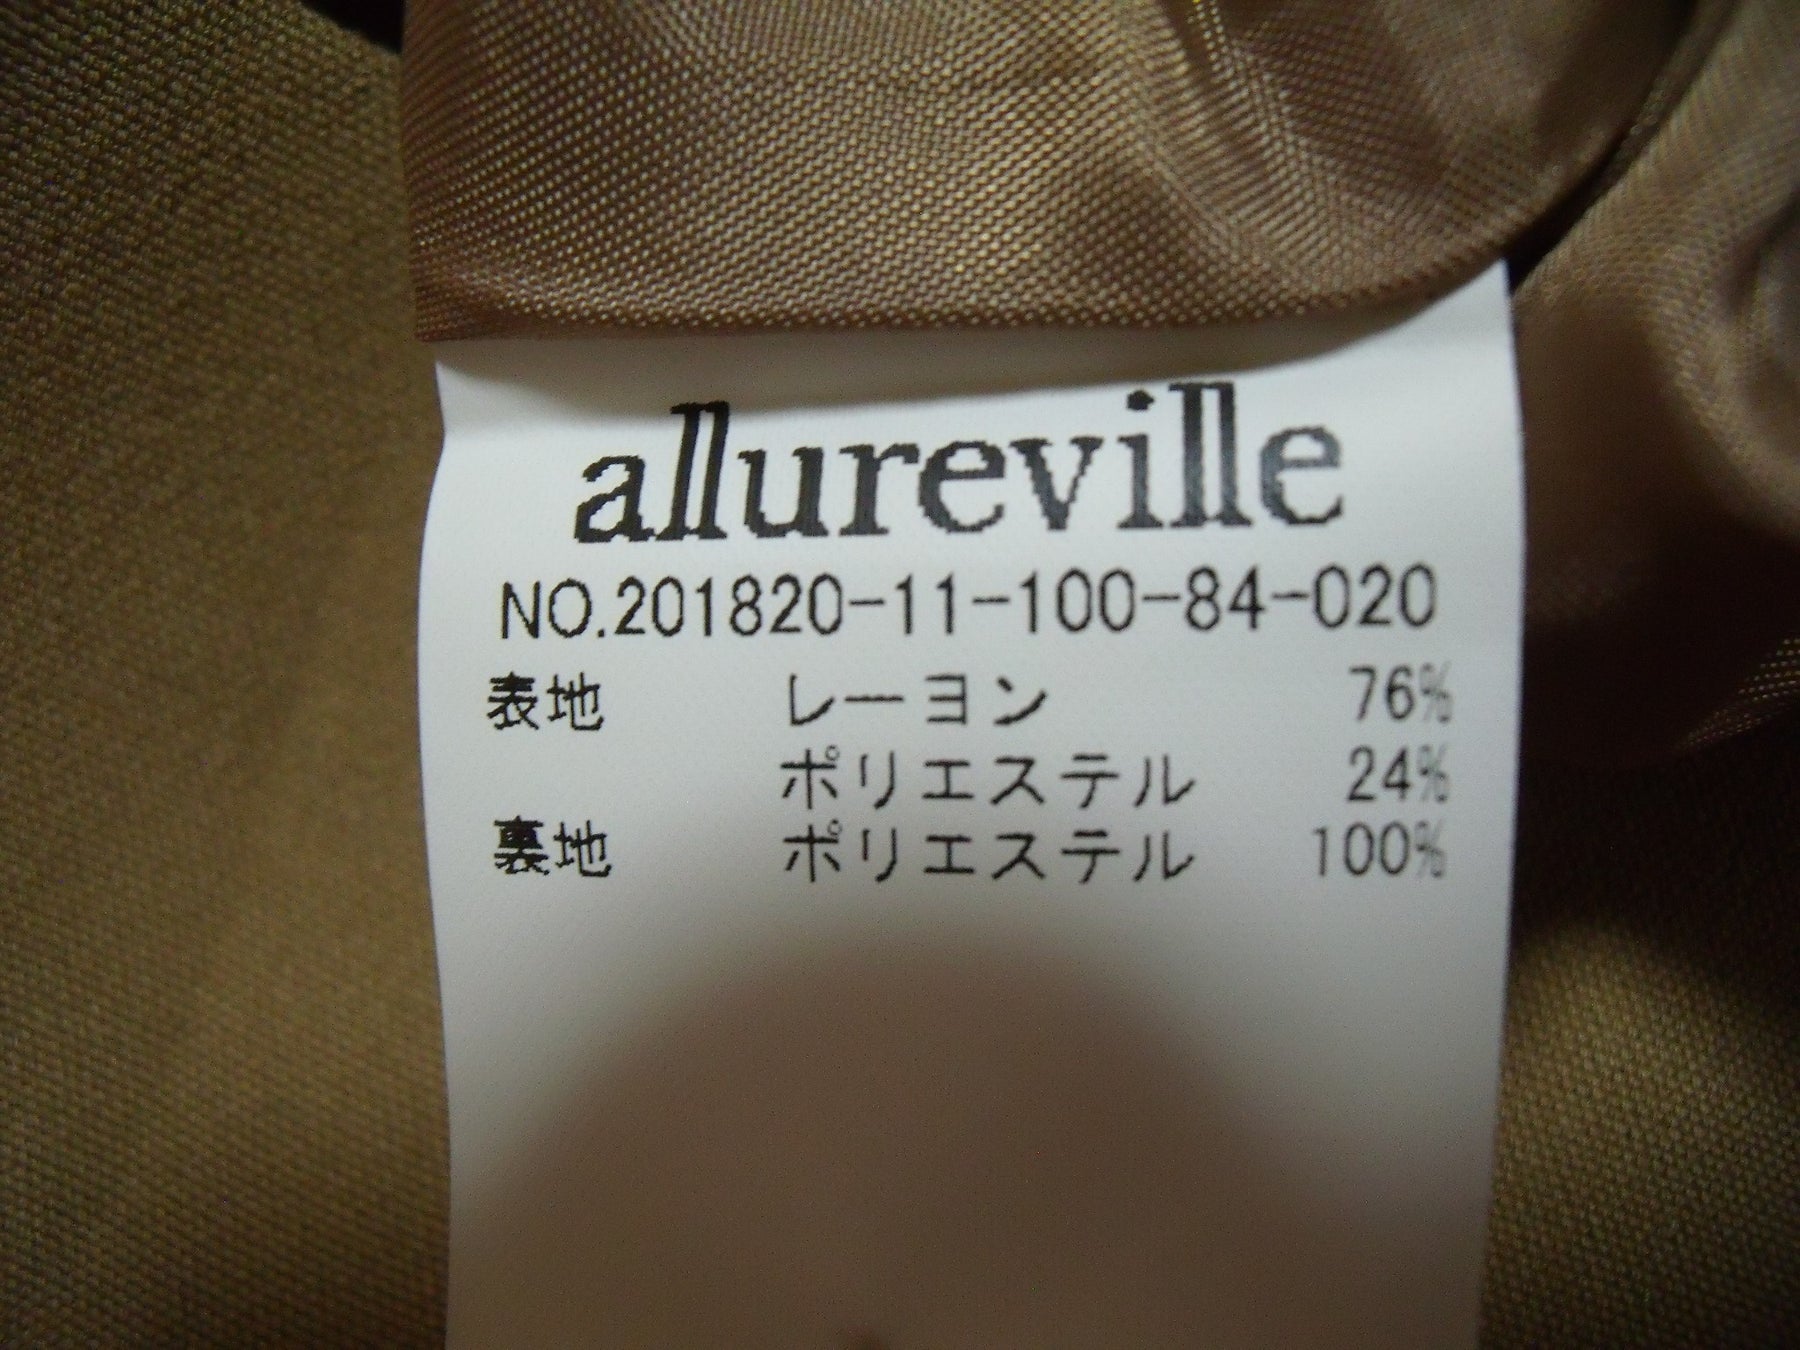 allureville
NO.201820-11-100-84-020
表地 レーヨン 76%
ポリエステル 24%
裏地 ポリエステル 100%